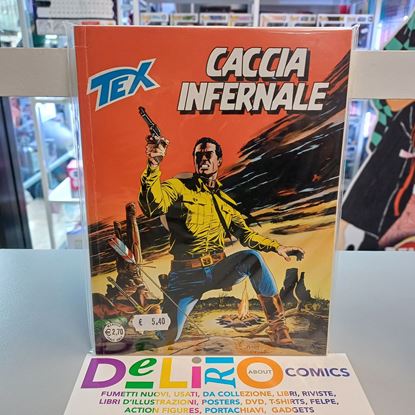 TEX
CACCIA
INFERNALE
€ 2,70
€ 5,40
DeLiRiO ABOUT COMICS
FUMETTI NUOVI, USATI, DA COLLEZIONE, LIBRI, RIVISTE,
LIBRI D'ILLUSTRAZIONI, POSTERS, DVD, T-SHIRTS, FELPE,
ACTION FIGURES, PORTACHIAVI, GADGETS